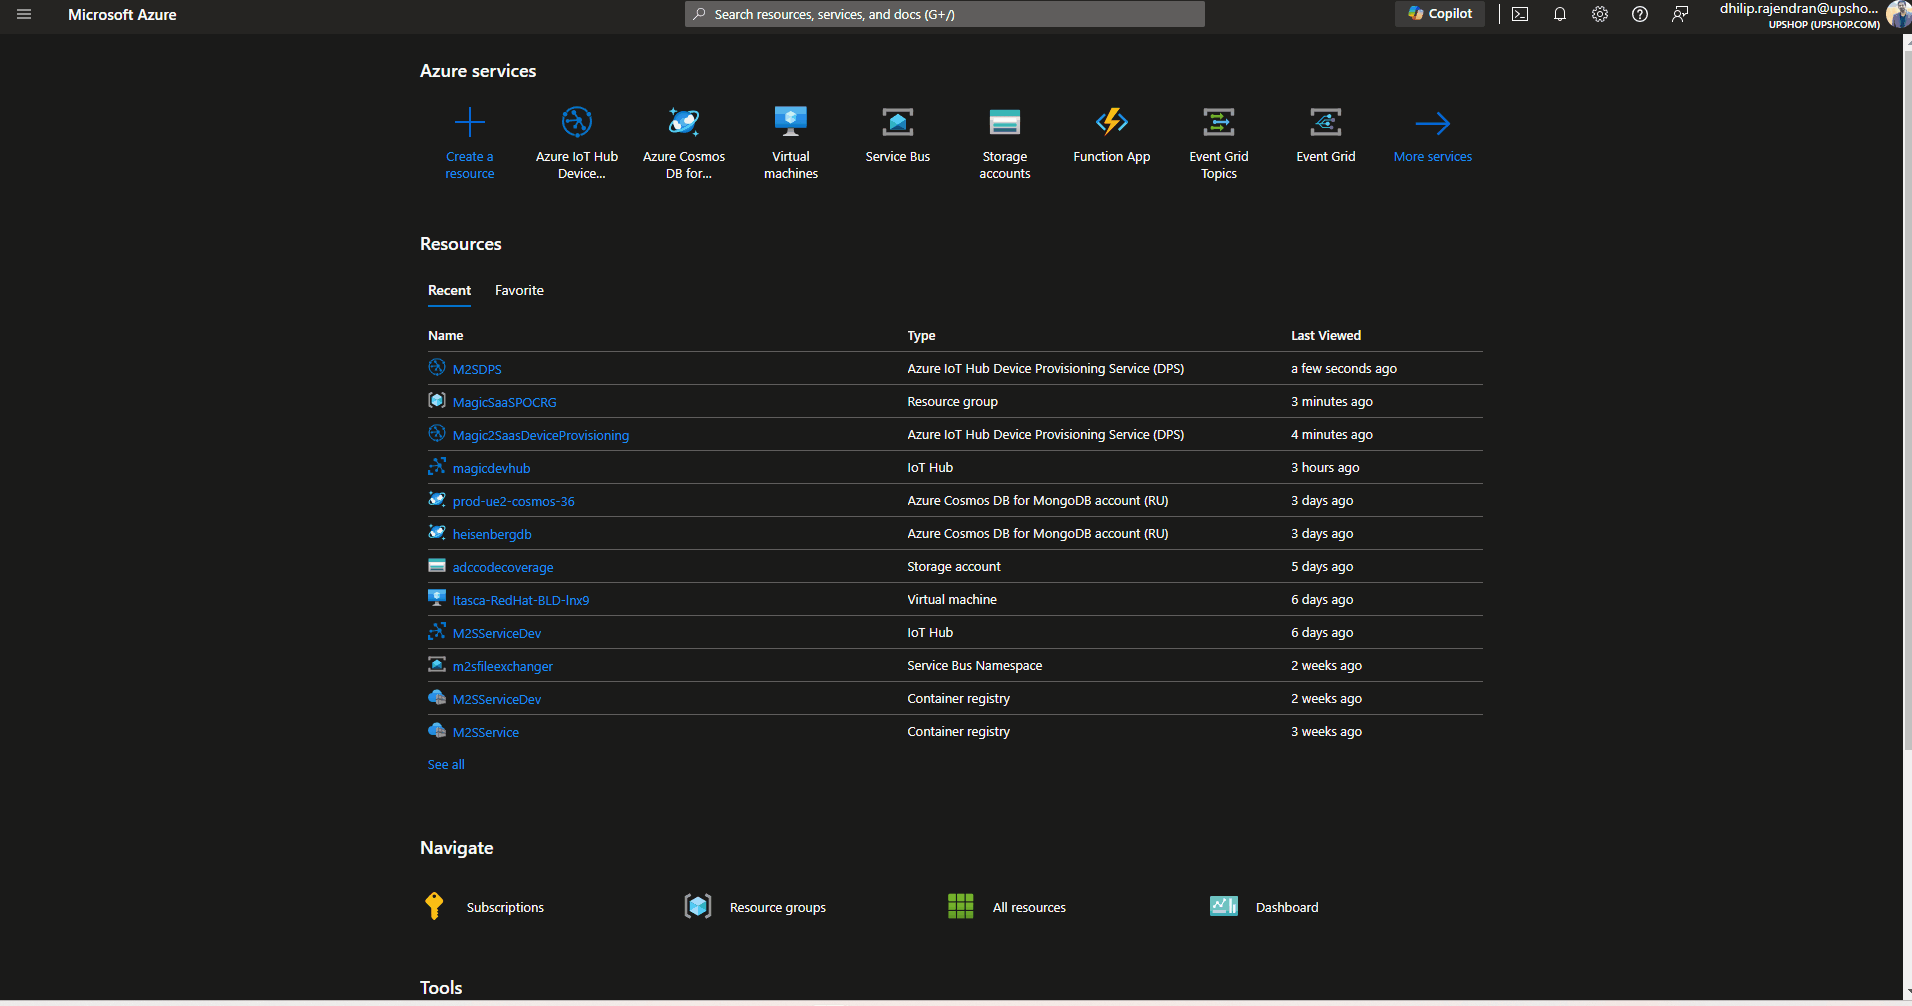 Microsoft Azure
Search resources, services, and docs (G+/)
Copilot
dhilip.rajendran@upsho...
UPSHOP (UPSHOP.COM)
Azure services
Create a
resource
Azure IoT Hub
Device...
Azure Cosmos
DB for...
Virtual
machines
Service Bus
Storage
accounts
Function App
Event Grid
Topics
Event Grid
More services
Resources
Recent Favorite
Name Type Last Viewed
M2SDPS Azure IoT Hub Device Provisioning Service (DPS) a few seconds ago
MagicSaaSPOCRG Resource group 3 minutes ago
Magic2SaasDeviceProvisioning Azure IoT Hub Device Provisioning Service (DPS) 4 minutes ago
magicdevhub IoT Hub 3 hours ago
prod-ue2-cosmos-36 Azure Cosmos DB for MongoDB account (RU) 3 days ago
heisenbergdb Azure Cosmos DB for MongoDB account (RU) 3 days ago
adccodecoverage Storage account 5 days ago
Itasca-RedHat-BLD-lnx9 Virtual machine 6 days ago
M2SServiceDev IoT Hub 6 days ago
m2sfileexchanger Service Bus Namespace 2 weeks ago
M2SServiceDev Container registry 2 weeks ago
M2SService Container registry 3 weeks ago
See all
Navigate
Subscriptions Resource groups All resources Dashboard
Tools